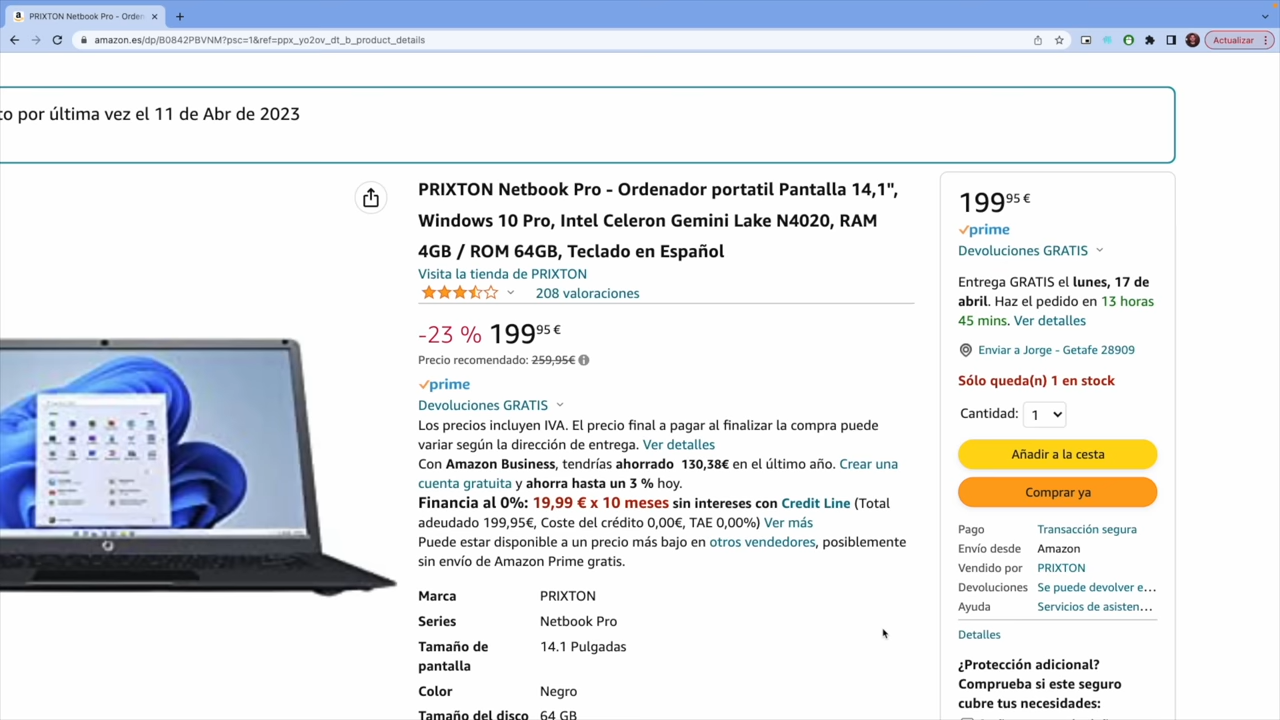 PRIXTON Netbook Pro - Orden
amazon.es/dp/B0842PBVNM?psc=1&ref=ppx_yo2ov_dt_b_product_details
Actualizar
to por última vez el 11 de Abr de 2023
PRIXTON Netbook Pro - Ordenador portatil Pantalla 14,1",
Windows 10 Pro, Intel Celeron Gemini Lake N4020, RAM
4GB / ROM 64GB, Teclado en Español
Visita la tienda de PRIXTON
208 valoraciones
-23 % 199 95 €
Precio recomendado: 259,95€
prime
Devoluciones GRATIS
Los precios incluyen IVA. El precio final a pagar al finalizar la compra puede
variar según la dirección de entrega. Ver detalles
Con Amazon Business, tendrías ahorrado 130,38€ en el último año. Crear una
cuenta gratuita y ahorra hasta un 3 % hoy.
Financia al 0%: 19,99 € x 10 meses sin intereses con Credit Line (Total
adeudado 199,95€, Coste del crédito 0,00€, TAE 0,00%) Ver más
Puede estar disponible a un precio más bajo en otros vendedores, posiblemente
sin envío de Amazon Prime gratis.
Marca PRIXTON
Series Netbook Pro
Tamaño de 14.1 Pulgadas
pantalla
Color Negro
Tamaño del disco 64 GB
199 95 €
prime
Devoluciones GRATIS
Entrega GRATIS el lunes, 17 de
abril. Haz el pedido en 13 horas
45 mins. Ver detalles
Enviar a Jorge - Getafe 28909
Sólo queda(n) 1 en stock
Cantidad: 1
Añadir a la cesta
Comprar ya
Pago Transacción segura
Envío desde Amazon
Vendido por PRIXTON
Devoluciones Se puede devolver e…
Ayuda Servicios de asisten…
Detalles
¿Protección adicional?
Comprueba si este seguro
cubre tus necesidades: